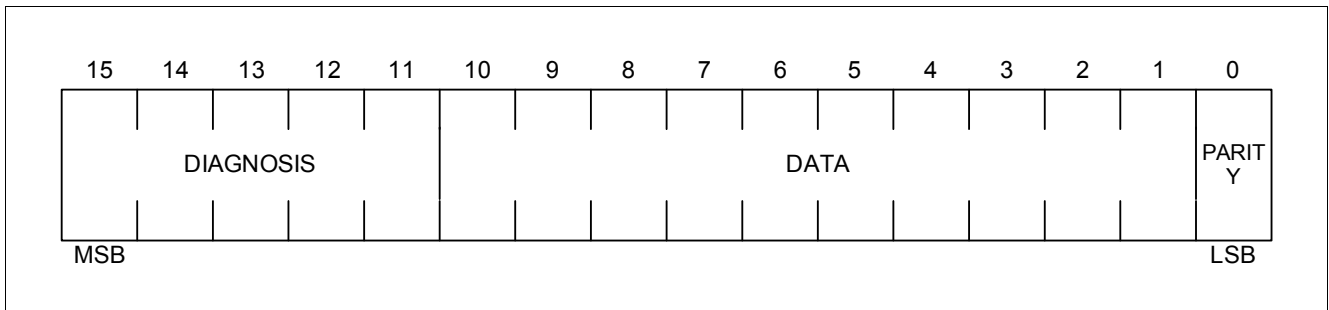 15 14 13 12 11 10 9 8 7 6 5 4 3 2 1 0
DIAGNOSIS DATA PARIT
Y
MSB LSB